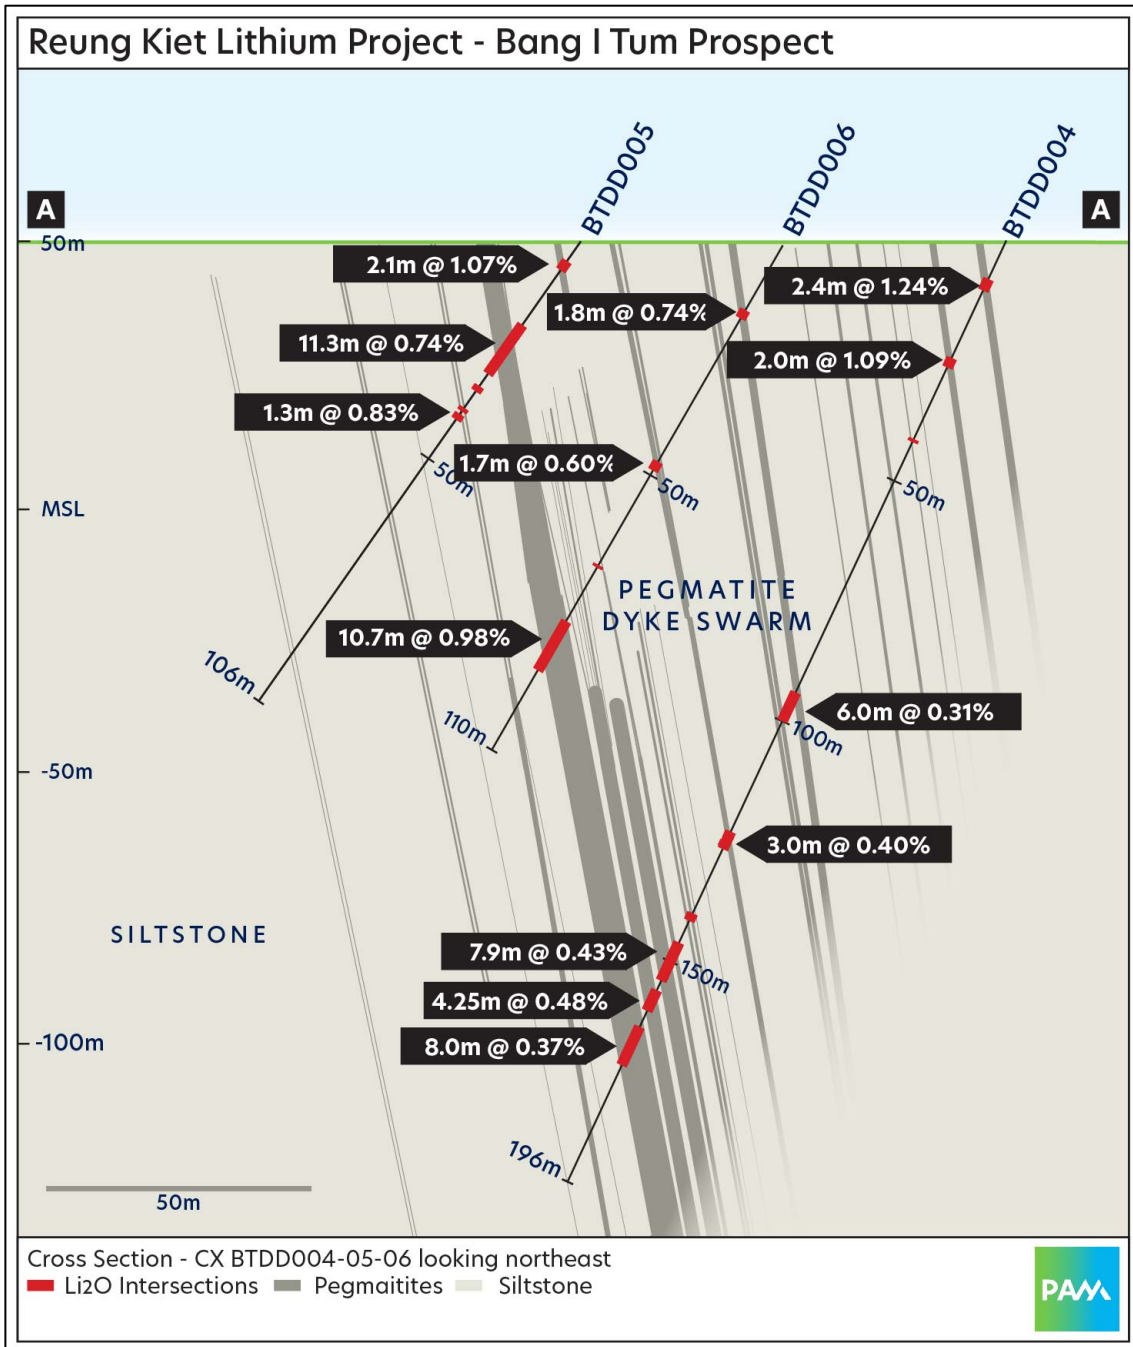 Reung Kiet Lithium Project - Bang I Tum Prospect
BTDD005
BTDD006
BTDD004
A
A
50m
2.1m @ 1.07%
2.4m @ 1.24%
1.8m @ 0.74%
11.3m @ 0.74%
2.0m @ 1.09%
1.3m @ 0.83%
1.7m @ 0.60%
50m
50m
50m
MSL
PEGMATITE
DYKE SWARM
10.7m @ 0.98%
106m
110m
6.0m @ 0.31%
100m
-50m
3.0m @ 0.40%
SILTSTONE
7.9m @ 0.43%
150m
4.25m @ 0.48%
-100m
8.0m @ 0.37%
196m
50m
Cross Section - CX BTDD004-05-06 looking northeast
Li2O Intersections Pegmaitites Siltstone
PAM